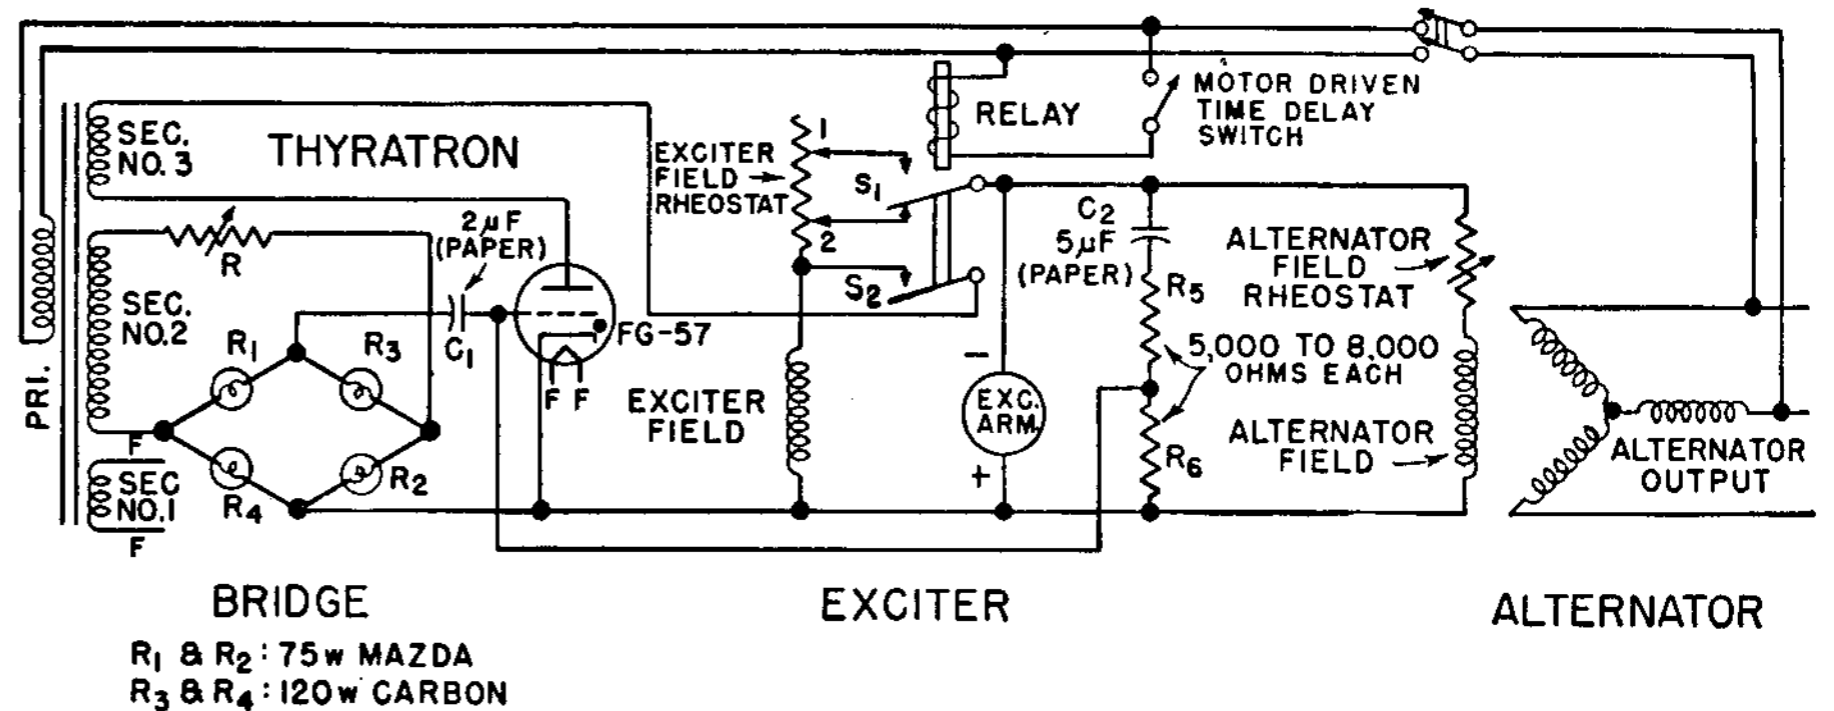 MOTOR DRIVEN
TIME DELAY
SWITCH
RELAY
SEC.
NO.3
THYRATRON
EXCITER
FIELD
RHEOSTAT
1
2
S1
S2
2µF
(PAPER)
R
C2
5µF
(PAPER)
ALTERNATOR
FIELD
RHEOSTAT
SEC.
NO.2
R1
R3
C1
FG-57
F F
R5
5,000 TO 8,000
OHMS EACH
PRI.
EXCITER
FIELD
−
EXC.
ARM.
+
R6
ALTERNATOR
FIELD
ALTERNATOR
OUTPUT
F
SEC
NO.1
F
R4
R2
BRIDGE
EXCITER
ALTERNATOR
R1 & R2: 75w MAZDA
R3 & R4: 120w CARBON